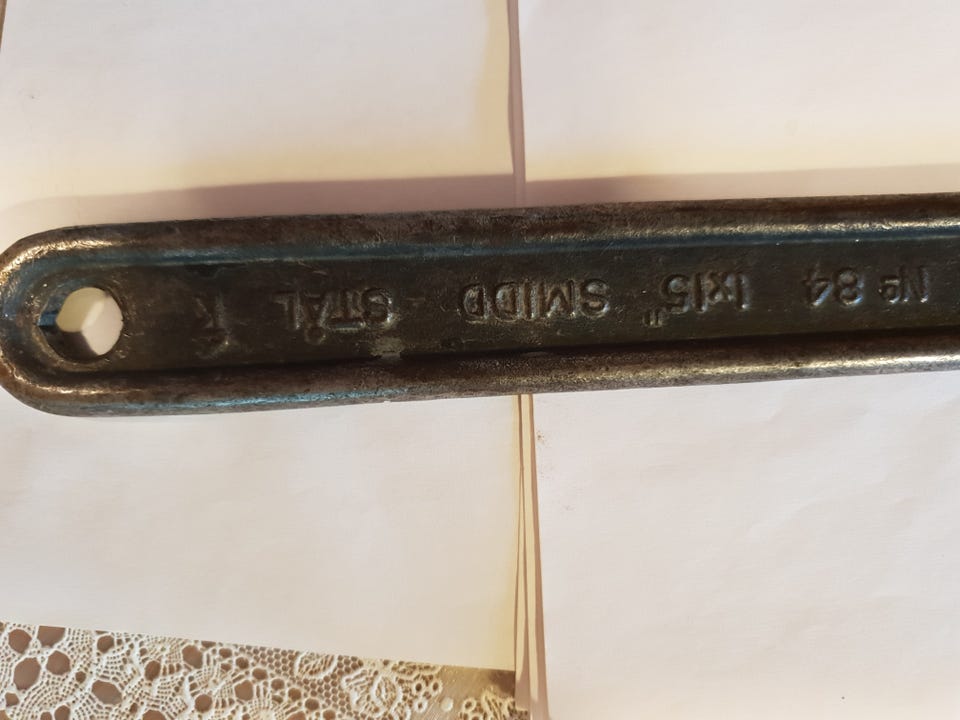 Nº 84 1x15" SMIDD STÅL K